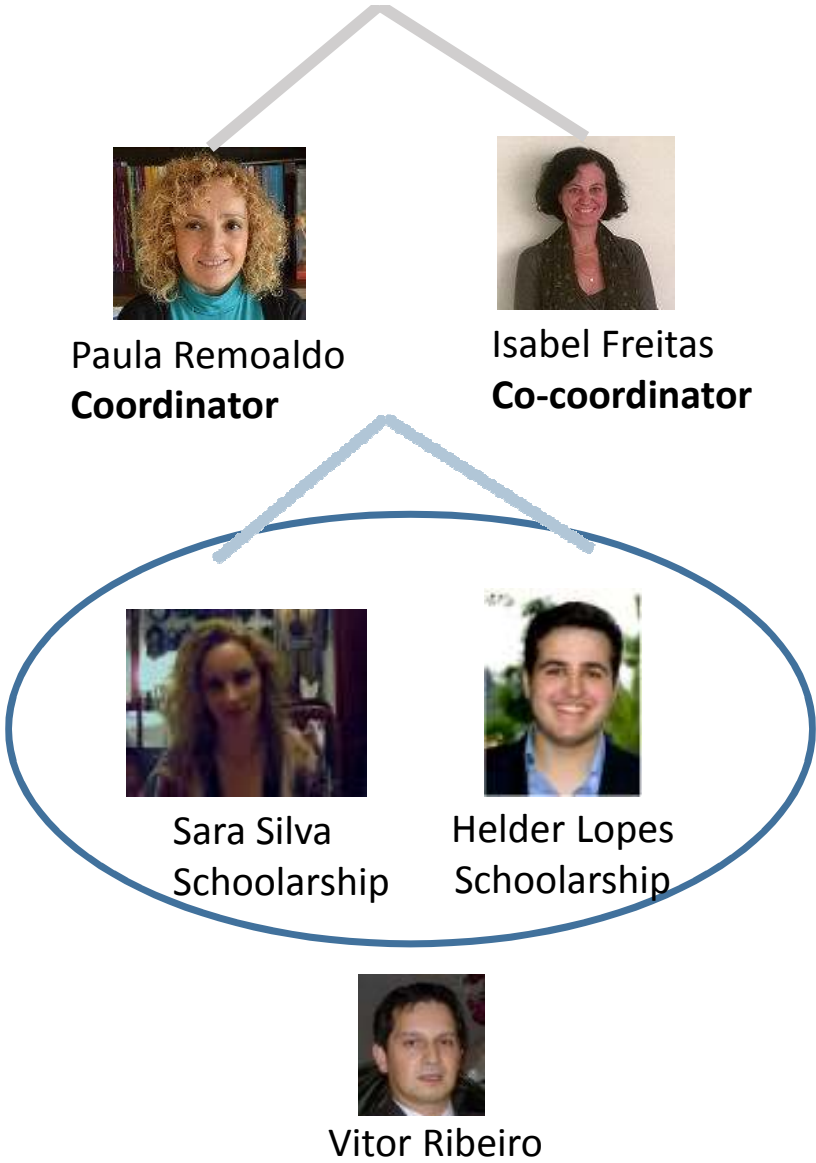 Paula Remoaldo
Coordinator
Isabel Freitas
Co-coordinator
Sara Silva
Schoolarship
Helder Lopes
Schoolarship
Vitor Ribeiro